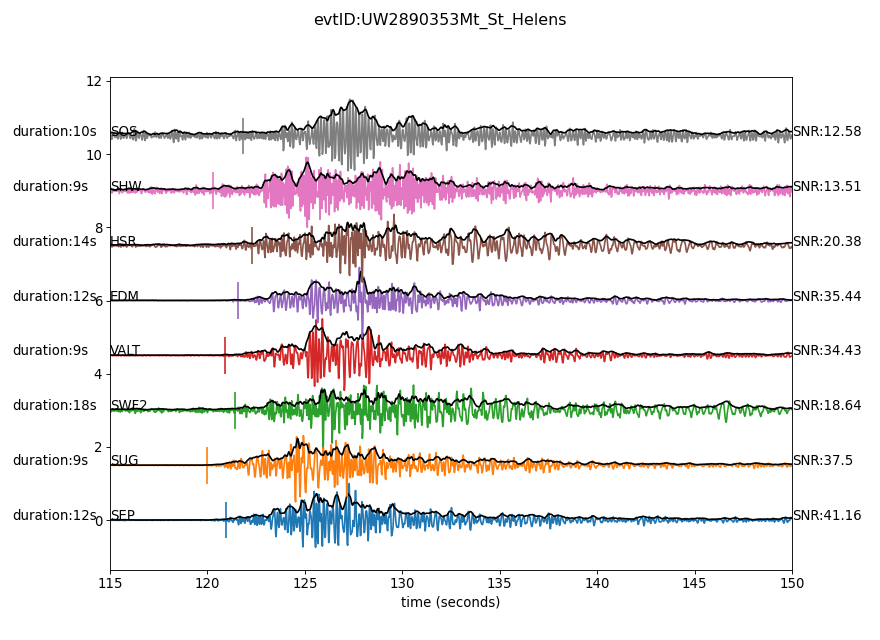 evtID:UW2890353Mt_St_Helens
12
duration:10s SOS SNR:12.58
10
duration:9s SHW SNR:13.51
8
duration:14s HSR SNR:20.38
duration:12s EDM SNR:35.44
6
duration:9s VALT SNR:34.43
4
duration:18s SWF2 SNR:18.64
2
duration:9s SUG SNR:37.5
duration:12s SEP SNR:41.16
0
115 120 125 130 135 140 145 150
time (seconds)